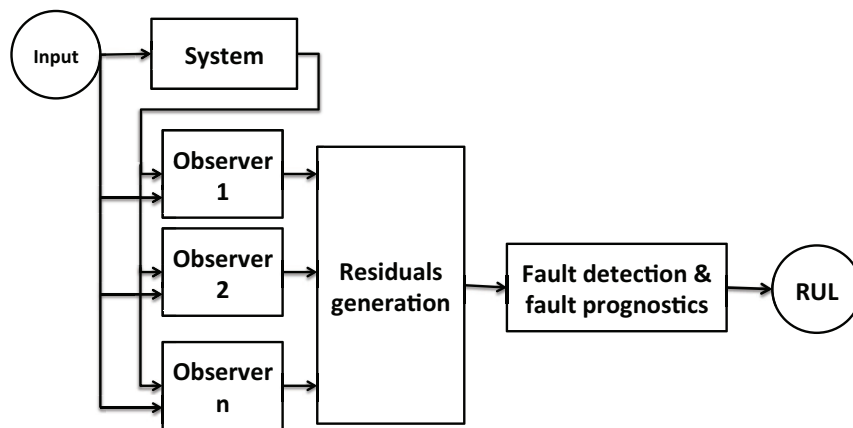 Input
System
Observer
1
Observer
2
Observer
n
Residuals
generation
Fault detection &
fault prognostics
RUL